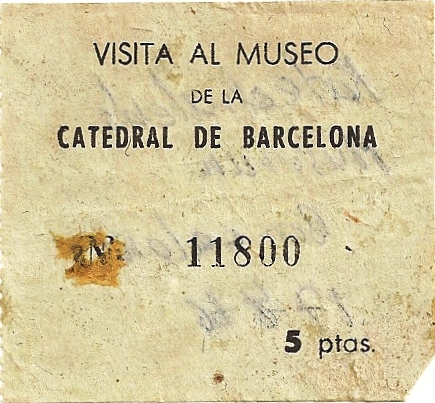 VISITA AL MUSEO
DE LA
CATEDRAL DE BARCELONA
Nº 11800
5 ptas.